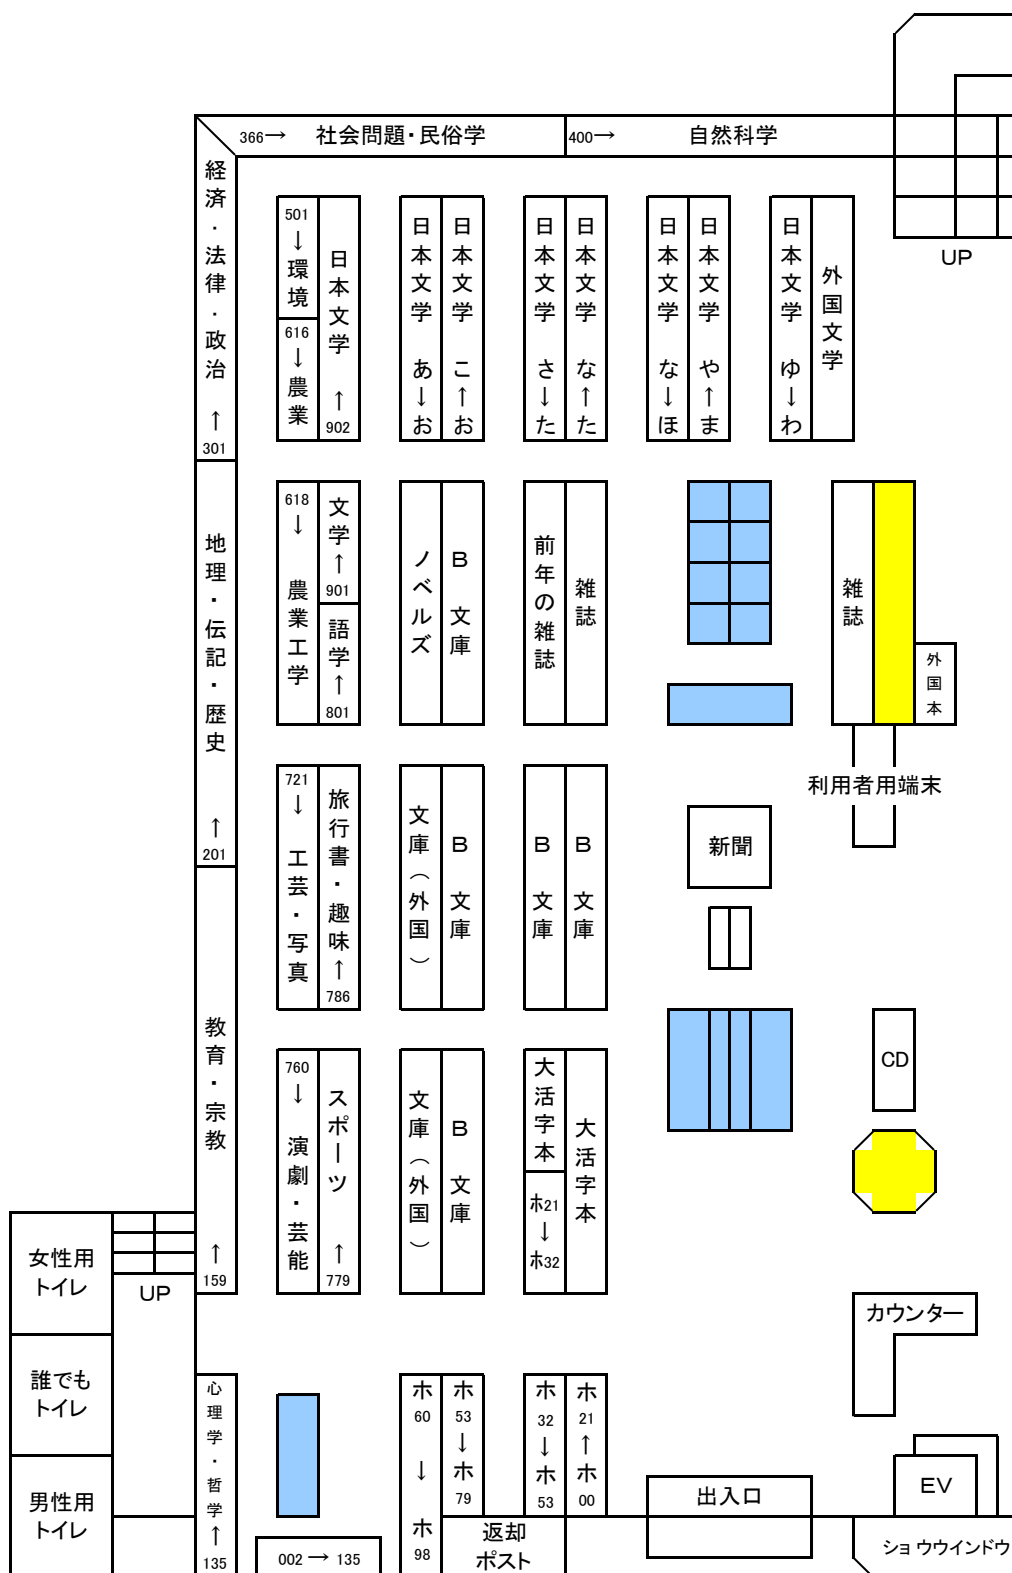 366→ 社会問題・民俗学
400→ 自然科学
UP
経済・法律・政治 ↑ 301
501 ↓ 環境
616 ↓ 農業
日本文学 ↑ 902
日本文学 あ↓お
日本文学 こ↑お
日本文学 さ↓た
日本文学 な↑た
日本文学 な↓ほ
日本文学 や↑ま
日本文学 ゆ↓わ
外国文学
地理・伝記・歴史 ↑ 201
618 ↓ 農業工学
文学↑ 901
語学↑ 801
ノベルズ
B 文庫
前年の雑誌
雑誌
雑誌
外国本
利用者用端末
721 ↓ 工芸・写真
旅行書・趣味↑ 786
文庫(外国)
B 文庫
B 文庫
B 文庫
新聞
教育・宗教 ↑ 159
760 ↓ 演劇・芸能
スポーツ ↑ 779
文庫(外国)
B 文庫
大活字本
ホ21 ↓ ホ32
大活字本
CD
女性用
トイレ
UP
誰でも
トイレ
男性用
トイレ
カウンター
心理学・哲学↑ 135
002 → 135
ホ 60 ↓ ホ 98
ホ 53 ↓ ホ 79
ホ 32 ↓ ホ 53
ホ 21 ↑ ホ 00
返却
ポスト
出入口
EV
ショウウインドウ